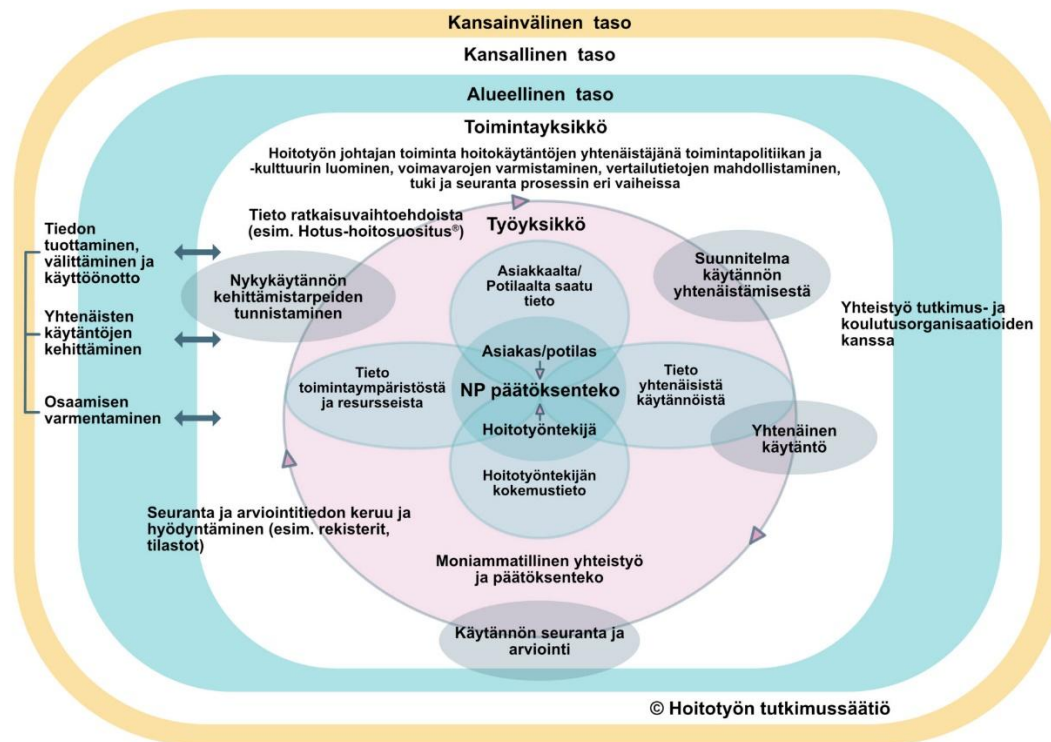 Kansainvälinen taso
Kansallinen taso
Alueellinen taso
Toimintayksikkö
Hoitotyön johtajan toiminta hoitokäytäntöjen yhtenäistäjänä toimintapolitiikan ja
-kulttuurin luominen, voimavarojen varmistaminen, vertailutietojen mahdollistaminen,
tuki ja seuranta prosessin eri vaiheissa
Tieto ratkaisuvaihtoehdoista
(esim. Hotus-hoitosuositus®)
Työyksikkö
Tiedon
tuottaminen,
välittäminen ja
käyttöönotto
Yhtenäisten
käytäntöjen
kehittäminen
Osaamisen
varmentaminen
Nykykäytännön
kehittämistarpeiden
tunnistaminen
Asiakkaalta/
Potilaalta saatu
tieto
Suunnitelma
käytännön
yhtenäistämisestä
Yhteistyö tutkimus- ja
koulutusorganisaatioiden
kanssa
Asiakas/potilas
Tieto
toimintaympäristöstä
ja resursseista
NP päätöksenteko
Tieto
yhtenäisistä
käytännöistä
Hoitotyöntekijä
Yhtenäinen
käytäntö
Hoitotyöntekijän
kokemustieto
Seuranta ja arviointitiedon keruu ja
hyödyntäminen (esim. rekisterit,
tilastot)
Moniammatillinen yhteistyö
ja päätöksenteko
Käytännön seuranta ja
arviointi
© Hoitotyön tutkimussäätiö